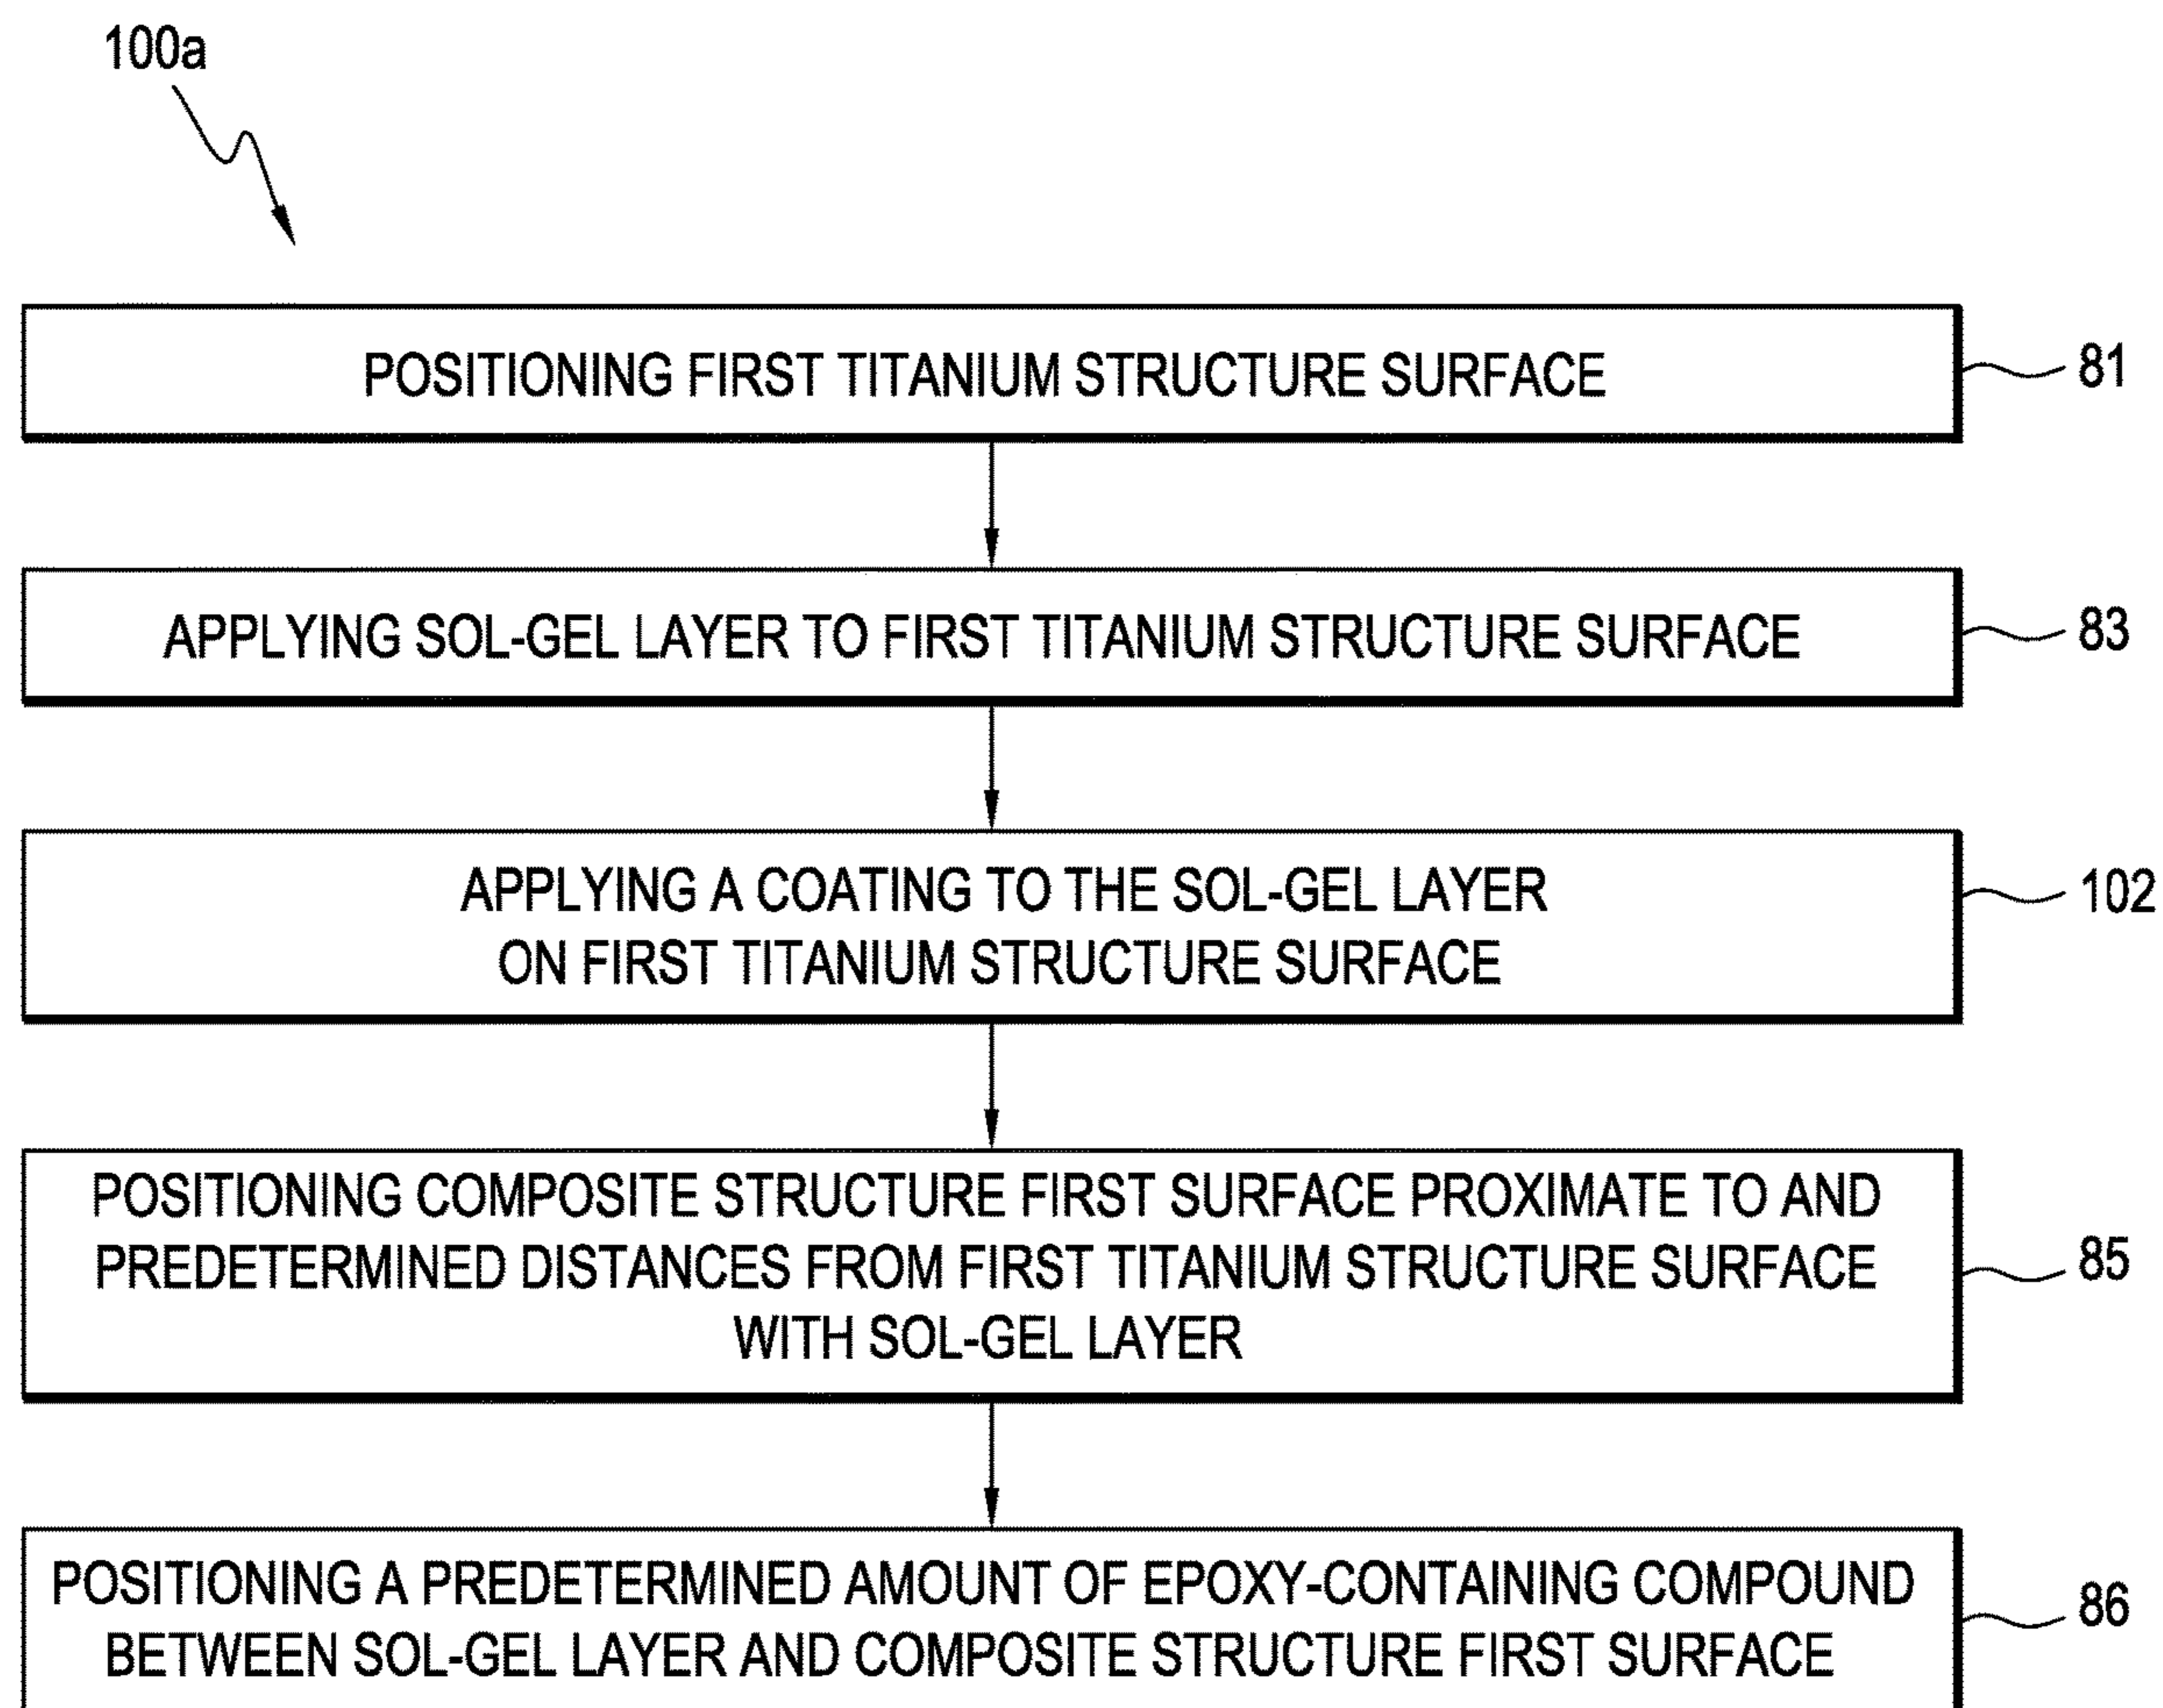 100a
POSITIONING FIRST TITANIUM STRUCTURE SURFACE
81
APPLYING SOL-GEL LAYER TO FIRST TITANIUM STRUCTURE SURFACE
83
APPLYING A COATING TO THE SOL-GEL LAYER
ON FIRST TITANIUM STRUCTURE SURFACE
102
POSITIONING COMPOSITE STRUCTURE FIRST SURFACE PROXIMATE TO AND
PREDETERMINED DISTANCES FROM FIRST TITANIUM STRUCTURE SURFACE
WITH SOL-GEL LAYER
85
POSITIONING A PREDETERMINED AMOUNT OF EPOXY-CONTAINING COMPOUND
BETWEEN SOL-GEL LAYER AND COMPOSITE STRUCTURE FIRST SURFACE
86